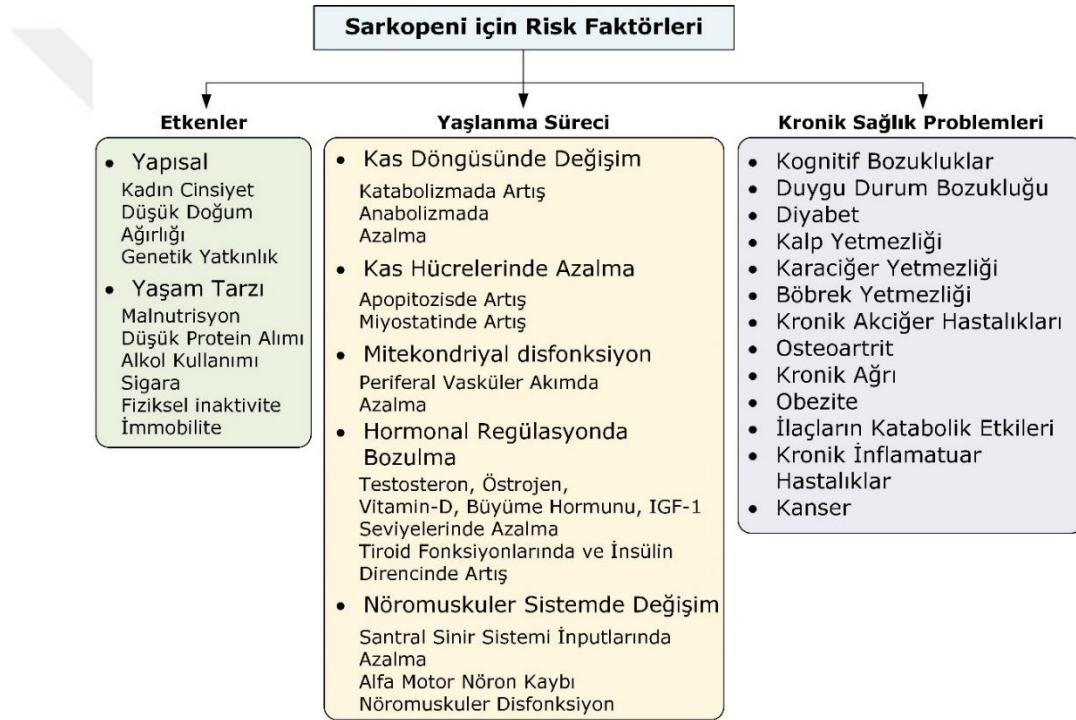 Sarkopeni için Risk Faktörleri
Etkenler
• Yapısal
Kadın Cinsiyet
Düşük Doğum
Ağırlığı
Genetik Yatkınlık
• Yaşam Tarzı
Malnutrisyon
Düşük Protein Alımı
Alkol Kullanımı
Sigara
Fiziksel inaktivite
İmmobilite
Yaşlanma Süreci
• Kas Döngüsünde Değişim
Katabolizmada Artış
Anabolizmada
Azalma
• Kas Hücrelerinde Azalma
Apopitozisde Artış
Miyostatinde Artış
• Mitekondriyal disfonksiyon
Periferal Vasküler Akımda
Azalma
• Hormonal Regülasyonda
Bozulma
Testosteron, Östrojen,
Vitamin-D, Büyüme Hormunu, IGF-1
Seviyelerinde Azalma
Tiroid Fonksiyonlarında ve İnsülin
Direncinde Artış
• Nöromuskuler Sistemde Değişim
Santral Sinir Sistemi İnputlarında
Azalma
Alfa Motor Nöron Kaybı
Nöromuskuler Disfonksiyon
Kronik Sağlık Problemleri
• Kognitif Bozukluklar
• Duygu Durum Bozukluğu
• Diyabet
• Kalp Yetmezliği
• Karaciğer Yetmezliği
• Böbrek Yetmezliği
• Kronik Akciğer Hastalıkları
• Osteoartrit
• Kronik Ağrı
• Obezite
• İlaçların Katabolik Etkileri
• Kronik İnflamatuar
Hastalıklar
• Kanser